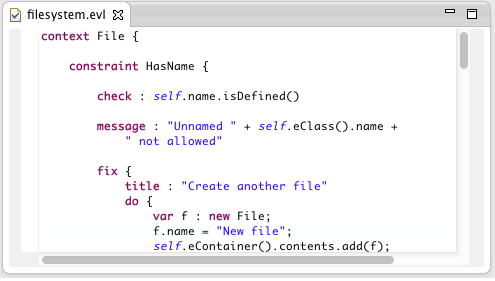 filesystem.evl
context File {
constraint HasName {
check : self.name.isDefined()
message : "Unnamed " + self.eClass().name +
" not allowed"
fix {
title : "Create another file"
do {
var f : new File;
f.name = "New file";
self.eContainer().contents.add(f);